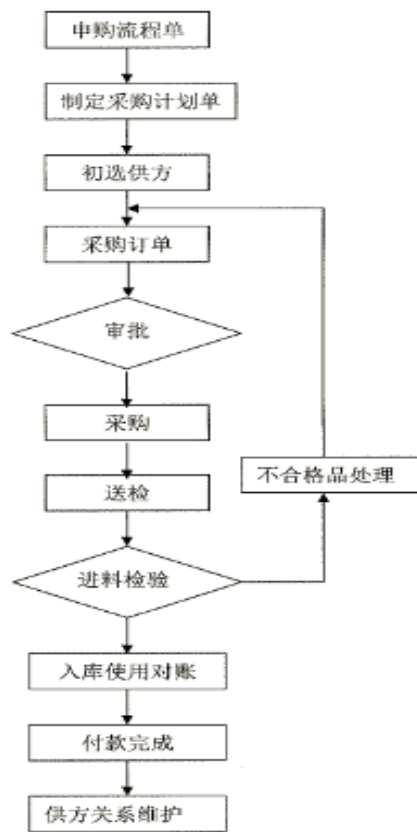 申购流程单
制定采购计划单
初选供方
采购订单
审批
采购
送检
不合格品处理
进料检验
入库使用对账
付款完成
供方关系维护